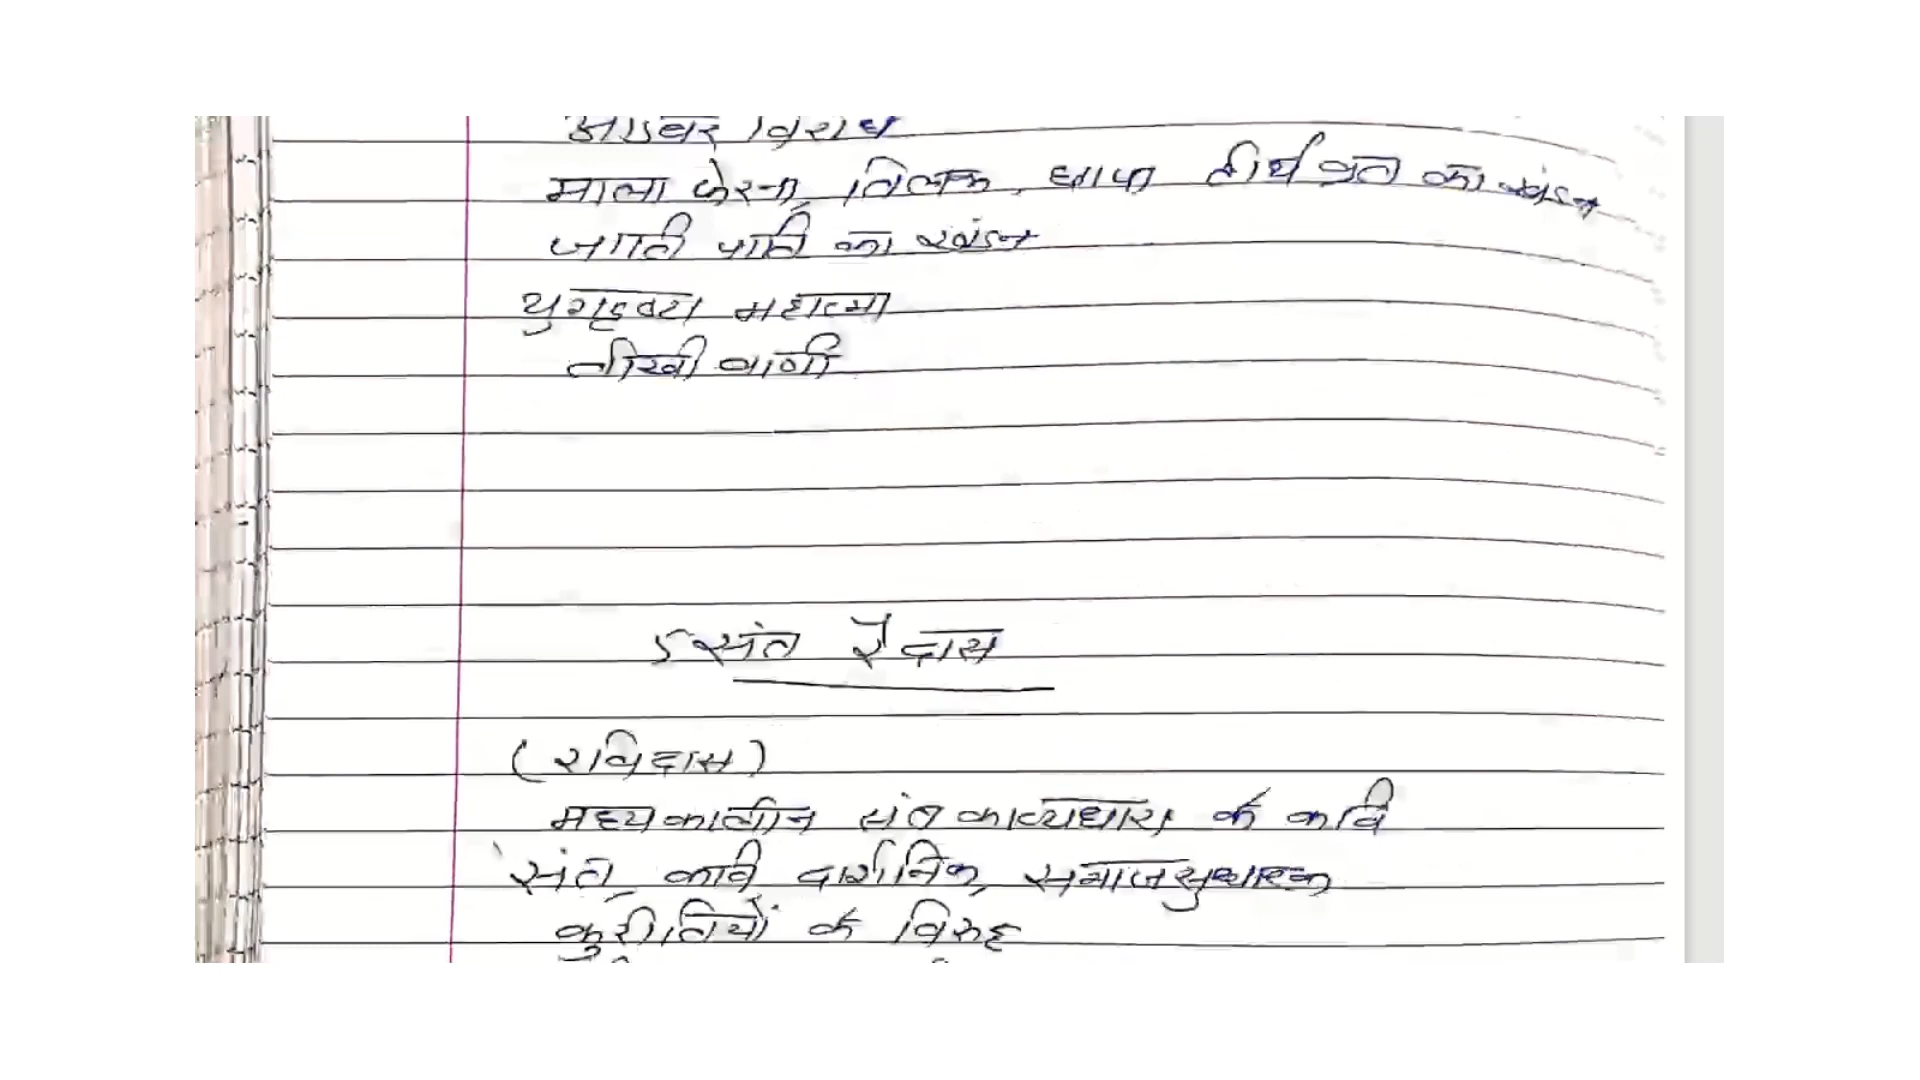 आडंबर विरोध
माला फेरना, तिलक, छापा तीर्थ व्रत का खंडन
जाती पाती का खंडन
युगदृष्टा महात्मा
तीखी वाणी
5 संत रैदास
(रविदास)
मध्यकालीन संत काव्यधारा के कवि
संत, कवि दार्शनिक, समाजसुधारक
कुरीतियों के विरुद्ध